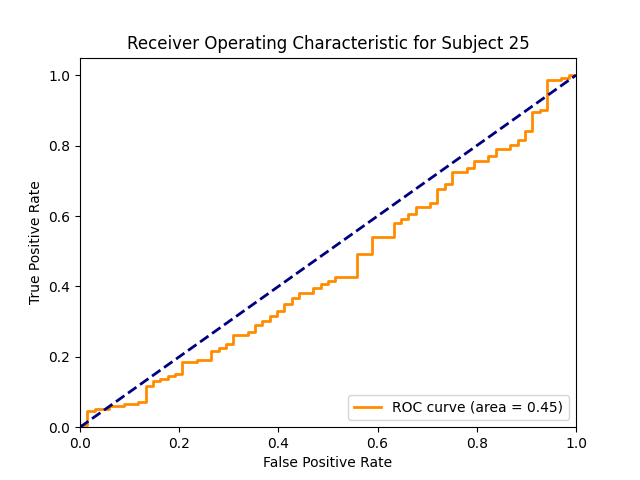 Receiver Operating Characteristic for Subject 25
True Positive Rate
1.0
0.8
0.6
0.4
0.2
0.0
ROC curve (area = 0.45)
0.0 0.2 0.4 0.6 0.8 1.0
False Positive Rate